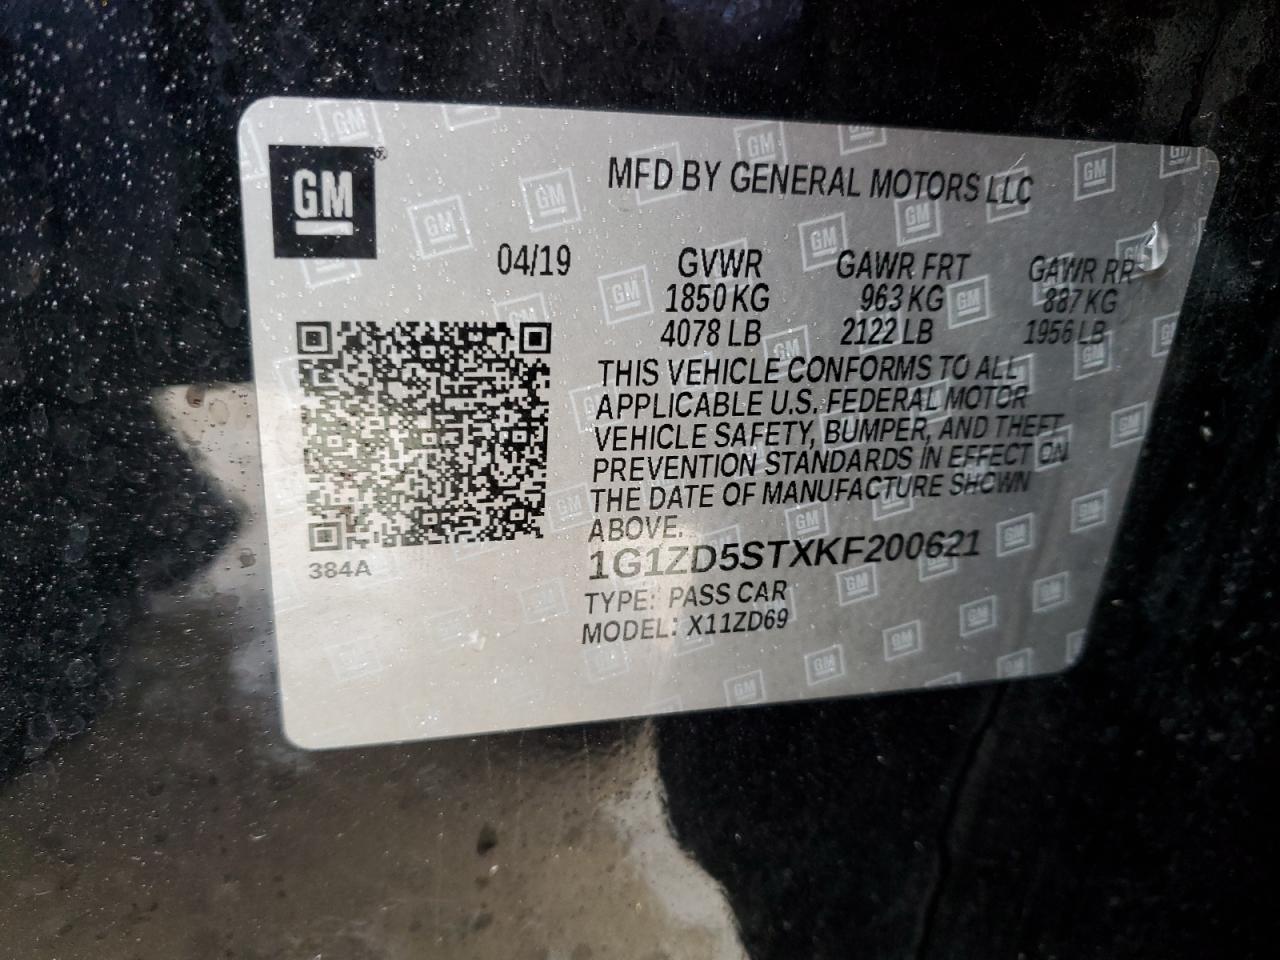 GM
MFD BY GENERAL MOTORS LLC
04/19
GVWR GAWR FRT GAWR RR
1850 KG 963 KG 887 KG
4078 LB 2122 LB 1956 LB
THIS VEHICLE CONFORMS TO ALL
APPLICABLE U.S. FEDERAL MOTOR
VEHICLE SAFETY, BUMPER, AND THEFT
PREVENTION STANDARDS IN EFFECT ON
THE DATE OF MANUFACTURE SHOWN
ABOVE.
1G1ZD5STXKF200621
384A
TYPE: PASS CAR
MODEL: X11ZD69